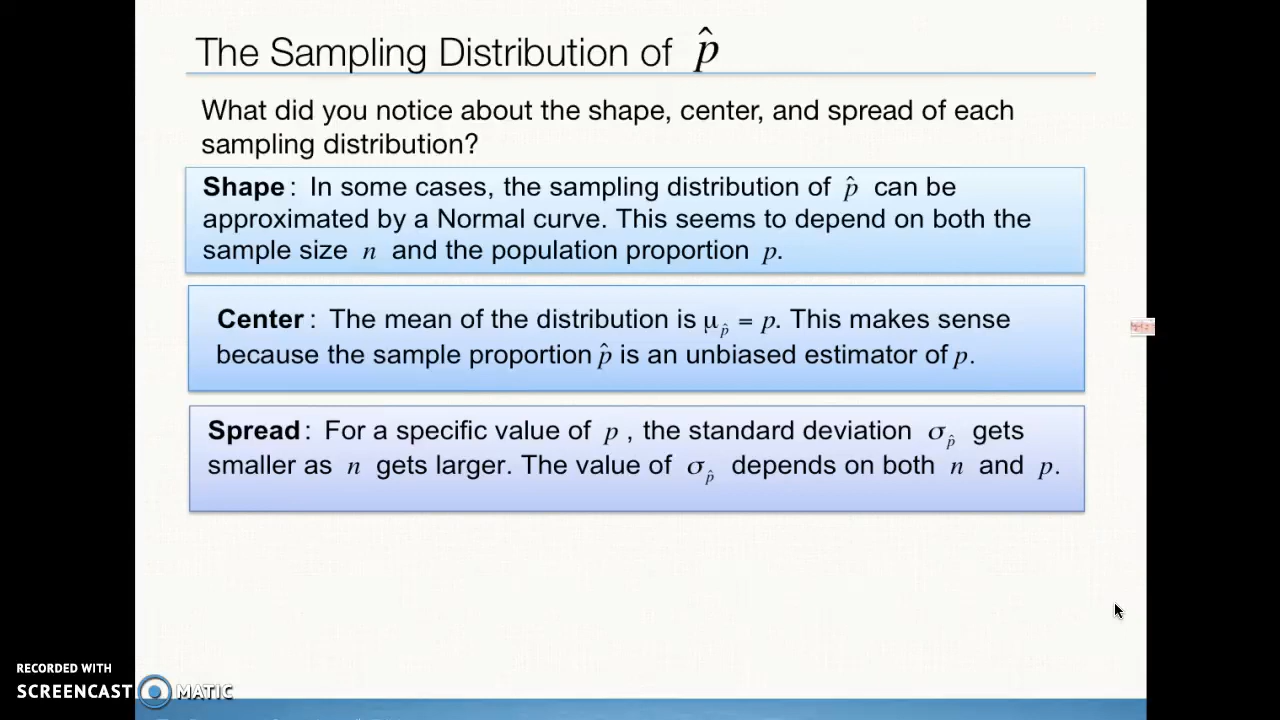 The Sampling Distribution of p̂
What did you notice about the shape, center, and spread of each
sampling distribution?
Shape : In some cases, the sampling distribution of p̂ can be
approximated by a Normal curve. This seems to depend on both the
sample size n and the population proportion p.
Center : The mean of the distribution is μp̂ = p. This makes sense
because the sample proportion p̂ is an unbiased estimator of p.
Spread : For a specific value of p , the standard deviation σp̂ gets
smaller as n gets larger. The value of σp̂ depends on both n and p.
RECORDED WITH
SCREENCAST MATIC